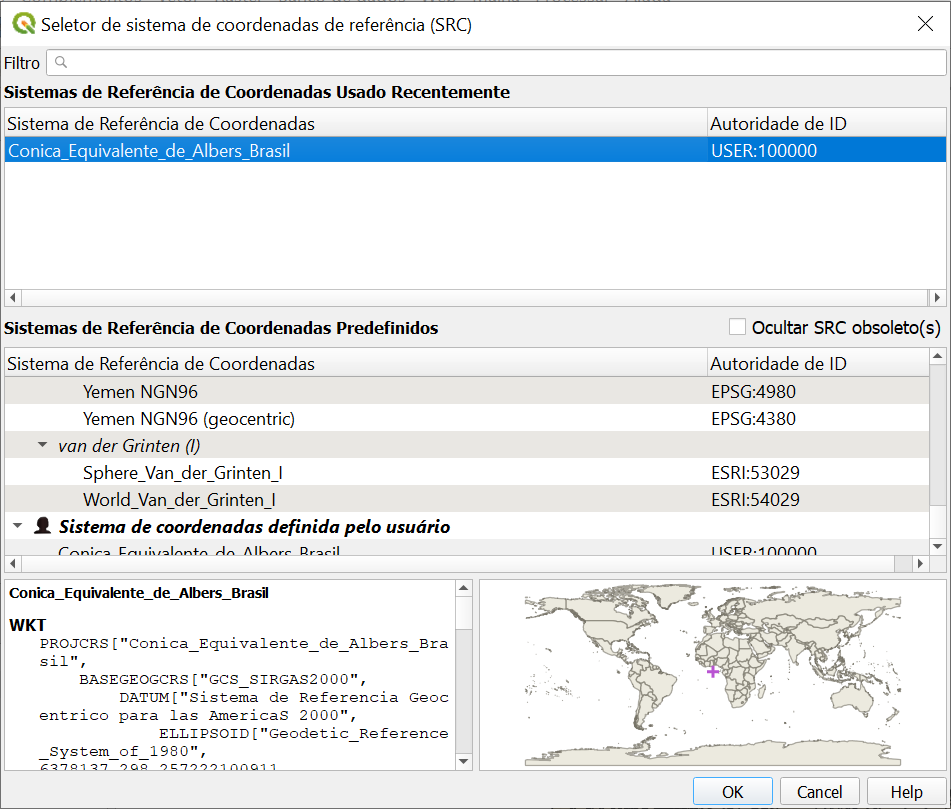 Seletor de sistema de coordenadas de referência (SRC)
Filtro
Sistemas de Referência de Coordenadas Usado Recentemente
Sistema de Referência de Coordenadas Autoridade de ID
Conica_Equivalente_de_Albers_Brasil USER:100000
Sistemas de Referência de Coordenadas Predefinidos Ocultar SRC obsoleto(s)
Sistema de Referência de Coordenadas Autoridade de ID
Yemen NGN96 EPSG:4980
Yemen NGN96 (geocentric) EPSG:4380
van der Grinten (I)
Sphere_Van_der_Grinten_I ESRI:53029
World_Van_der_Grinten_I ESRI:54029
Sistema de coordenadas definida pelo usuário
Conica_Equivalente_de_Albers_Brasil USER:100000
Conica_Equivalente_de_Albers_Brasil
WKT
PROJCRS["Conica_Equivalente_de_Albers_Bra
sil",
BASEGEOGCRS["GCS_SIRGAS2000",
DATUM["Sistema de Referencia Geoc
entrico para las AmericaS 2000",
ELLIPSOID["Geodetic_Reference
_System_of_1980",
6378137,298.257222100911,
OK Cancel Help